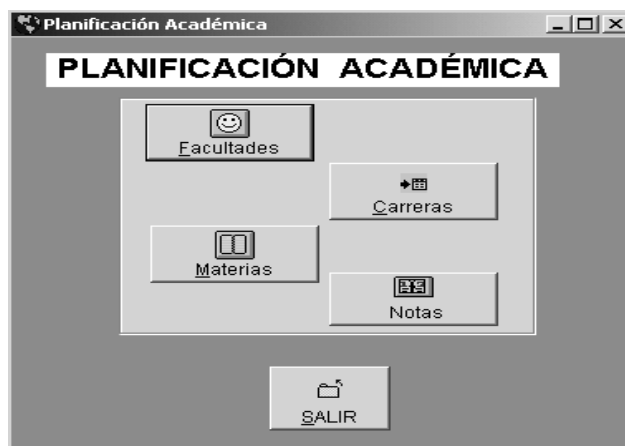 Planificación Académica
PLANIFICACIÓN ACADÉMICA
Facultades
Carreras
Materias
Notas
SALIR